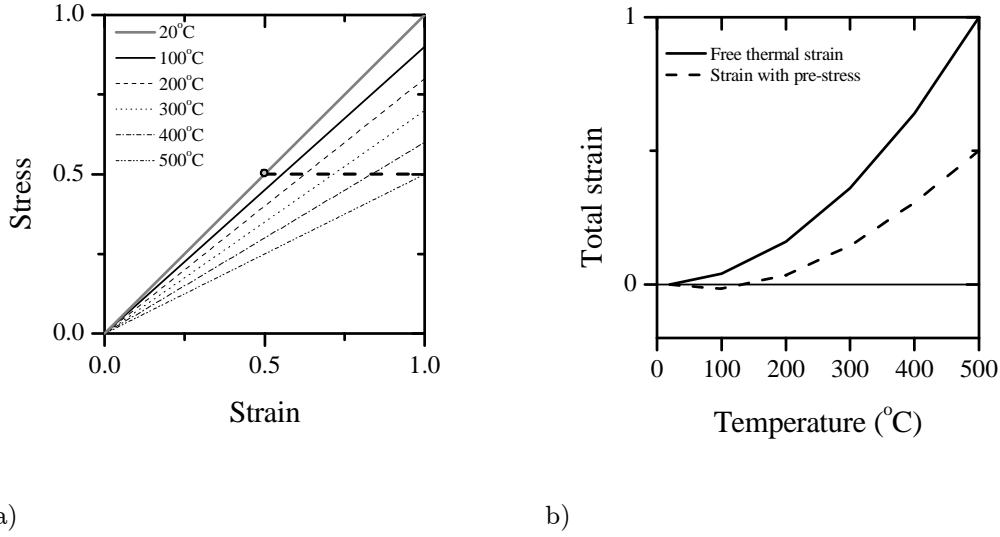 1.0
0.5
0.0
Stress
20°C
100°C
200°C
300°C
400°C
500°C
0.0 0.5 1.0
Strain
a)
1
0
Total strain
Free thermal strain
Strain with pre-stress
0 100 200 300 400 500
Temperature (°C)
b)